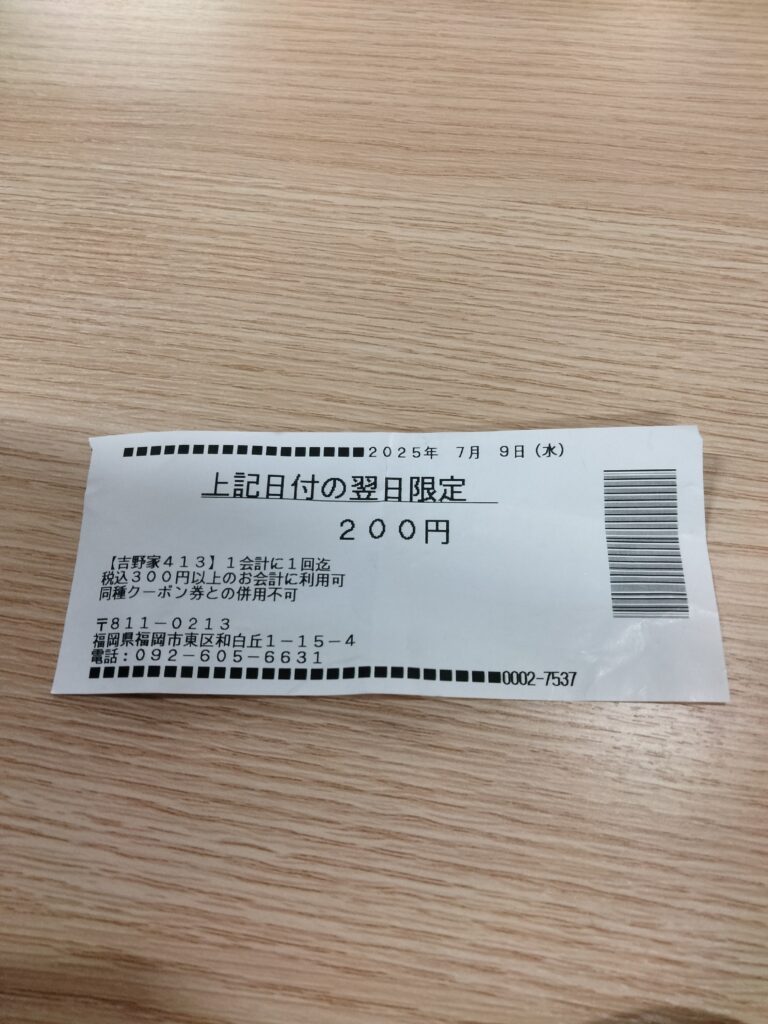 ■■■■■■■■■■■■■■■■■■2025年 7月 9日(水)
上記日付の翌日限定
200円
【吉野家413】1会計に1回迄
税込300円以上のお会計に利用可
同種クーポン券との併用不可
〒811-0213
福岡県福岡市東区和白丘1-15-4
電話:092-605-6631
■■■■■■■■■■■■■■■■■■■■■■■■■■■■0002-7537